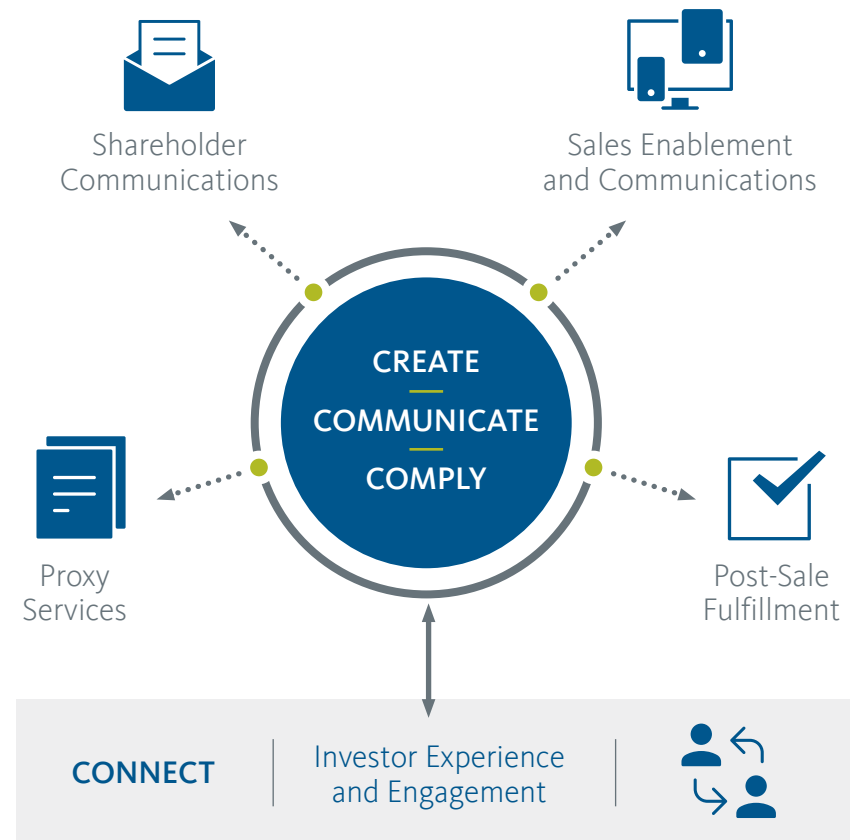 Shareholder
Communications
Sales Enablement
and Communications
CREATE
COMMUNICATE
COMPLY
Proxy
Services
Post-Sale
Fulfillment
CONNECT
Investor Experience
and Engagement